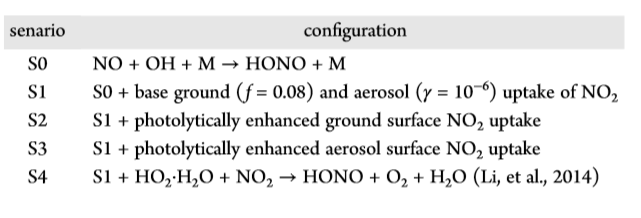 senario configuration
S0 NO + OH + M → HONO + M
S1 S0 + base ground (f = 0.08) and aerosol (γ = 10⁻⁶) uptake of NO₂
S2 S1 + photolytically enhanced ground surface NO₂ uptake
S3 S1 + photolytically enhanced aerosol surface NO₂ uptake
S4 S1 + HO₂·H₂O + NO₂ → HONO + O₂ + H₂O (Li, et al., 2014)